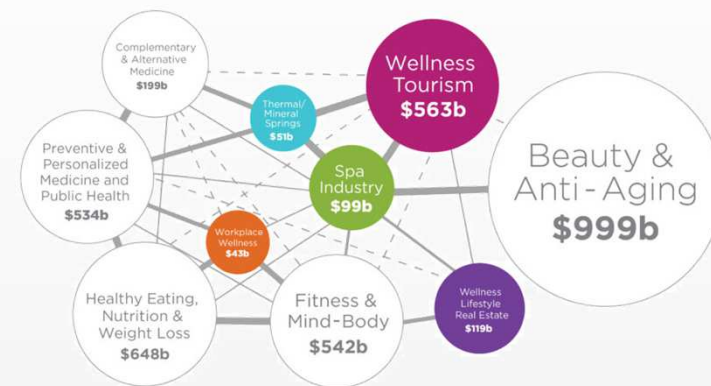 Complementary
& Alternative
Medicine
$199b
Wellness
Tourism
$563b
Thermal/
Mineral
Springs
$51b
Beauty &
Anti-Aging
$999b
Preventive &
Personalized
Medicine and
Public Health
$534b
Spa
Industry
$99b
Workplace
Wellness
$43b
Healthy Eating,
Nutrition &
Weight Loss
$648b
Fitness &
Mind-Body
$542b
Wellness
Lifestyle
Real Estate
$119b